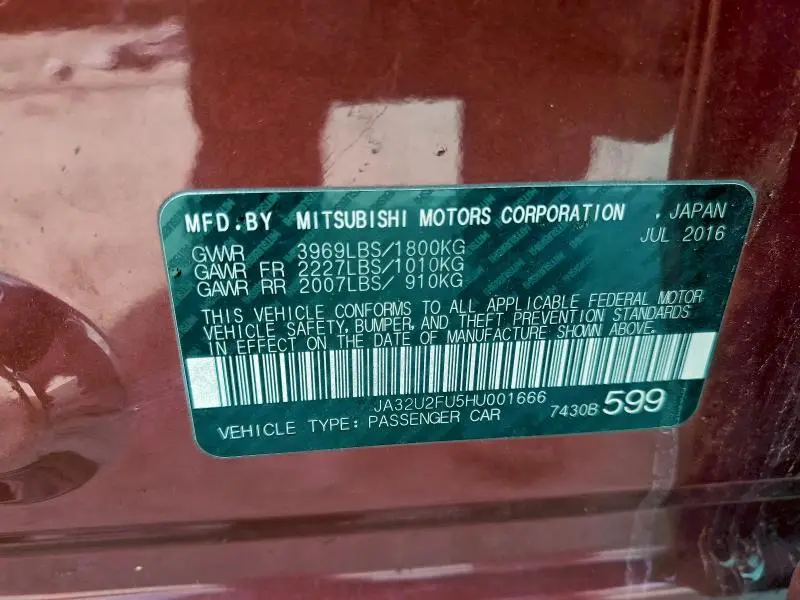 MFD.BY MITSUBISHI MOTORS CORPORATION , JAPAN
JUL 2016
GVWR 3969LBS/1800KG
GAWR FR 2227LBS/1010KG
GAWR RR 2007LBS/ 910KG
THIS VEHICLE CONFORMS TO ALL APPLICABLE FEDERAL MOTOR
VEHICLE SAFETY, BUMPER, AND THEFT PREVENTION STANDARDS
IN EFFECT ON THE DATE OF MANUFACTURE SHOWN ABOVE.
JA32U2FU5HU001666
VEHICLE TYPE: PASSENGER CAR 7430B 599